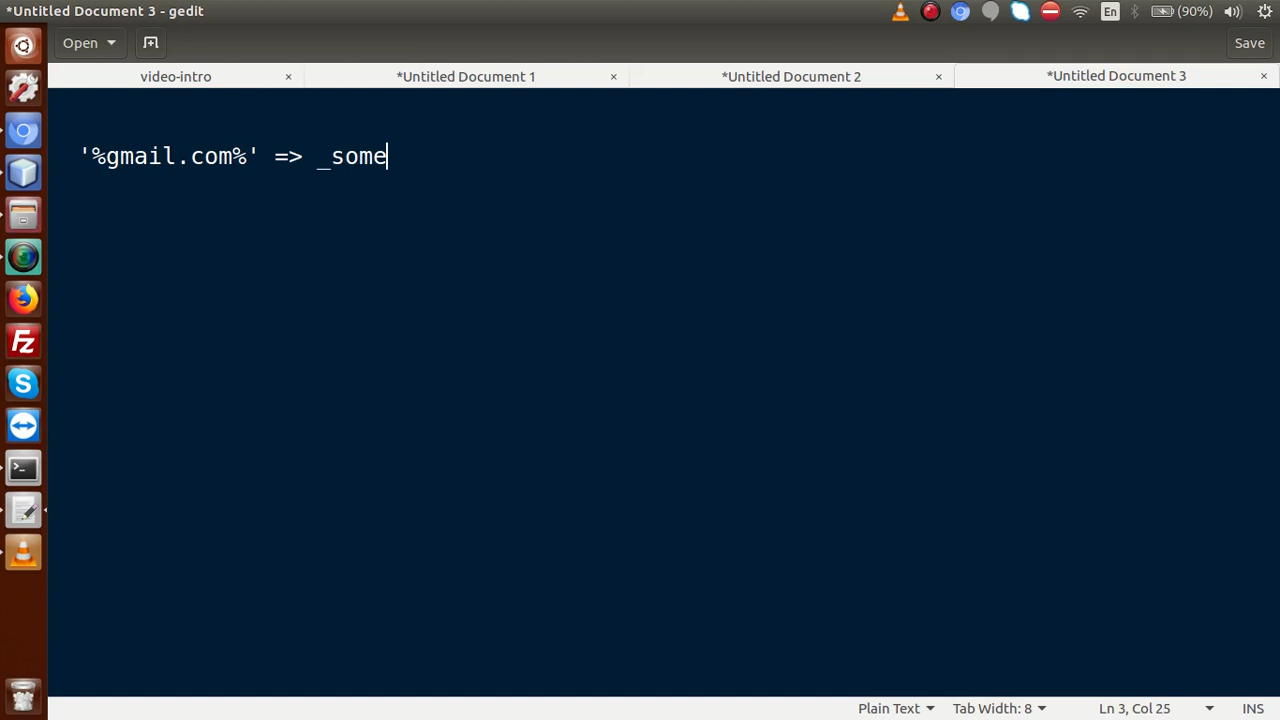 *Untitled Document 3 - gedit
En
(90%)
Open
Save
video-intro
*Untitled Document 1
*Untitled Document 2
*Untitled Document 3
'%gmail.com%' => _some
Plain Text
Tab Width: 8
Ln 3, Col 25
INS